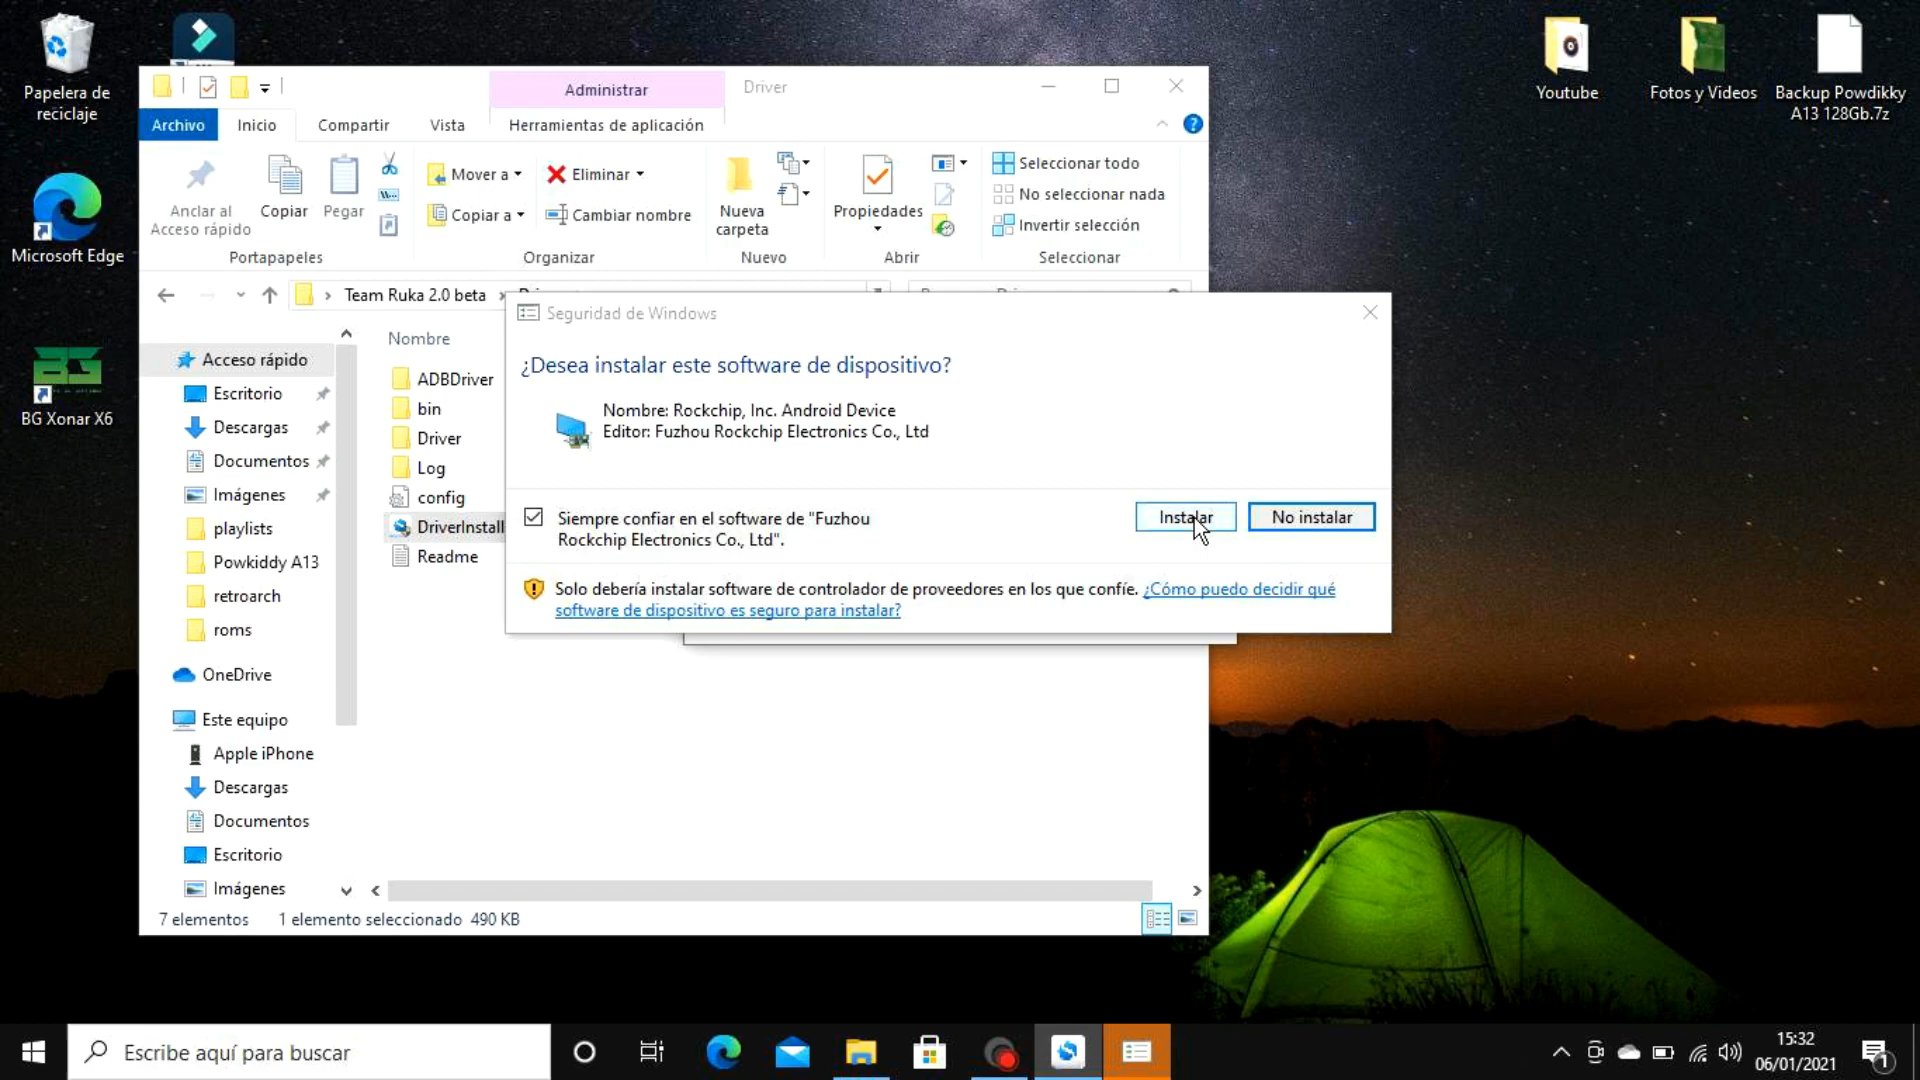 Papelera de
reciclaje
Microsoft Edge
BG Xonar X6
Youtube
Fotos y Videos
Backup Powdikky
A13 128Gb.7z
Administrar
Driver
Archivo
Inicio
Compartir
Vista
Herramientas de aplicación
Anclar al
Acceso rápido
Copiar
Pegar
Mover a
Copiar a
Eliminar
Cambiar nombre
Nueva
carpeta
Propiedades
Seleccionar todo
No seleccionar nada
Invertir selección
Portapapeles
Organizar
Nuevo
Abrir
Seleccionar
Team Ruka 2.0 beta
Acceso rápido
Escritorio
Descargas
Documentos
Imágenes
playlists
Powkiddy A13
retroarch
roms
OneDrive
Este equipo
Apple iPhone
Descargas
Documentos
Escritorio
Imágenes
Nombre
ADBDriver
bin
Driver
Log
config
DriverInstall
Readme
Seguridad de Windows
¿Desea instalar este software de dispositivo?
Nombre: Rockchip, Inc. Android Device
Editor: Fuzhou Rockchip Electronics Co., Ltd
Siempre confiar en el software de "Fuzhou
Rockchip Electronics Co., Ltd".
Instalar
No instalar
Solo debería instalar software de controlador de proveedores en los que confíe. ¿Cómo puedo decidir qué
software de dispositivo es seguro para instalar?
7 elementos
1 elemento seleccionado 490 KB
Escribe aquí para buscar
15:32
06/01/2021
1